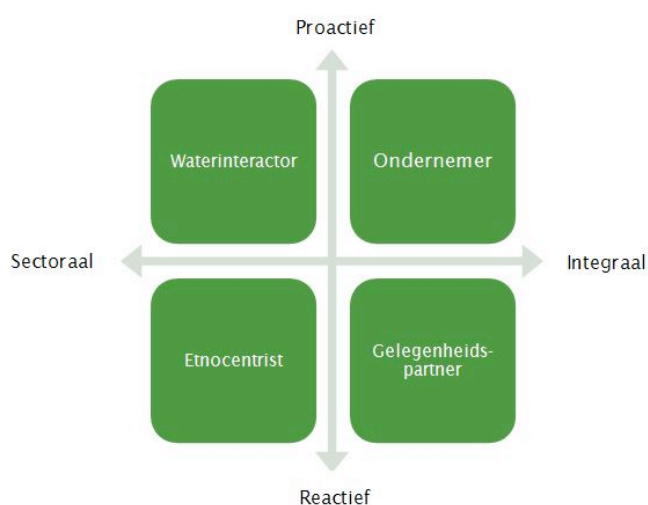 Proactief
Waterinteractor
Ondernemer
Sectoraal
Integraal
Etnocentrist
Gelegenheids-
partner
Reactief